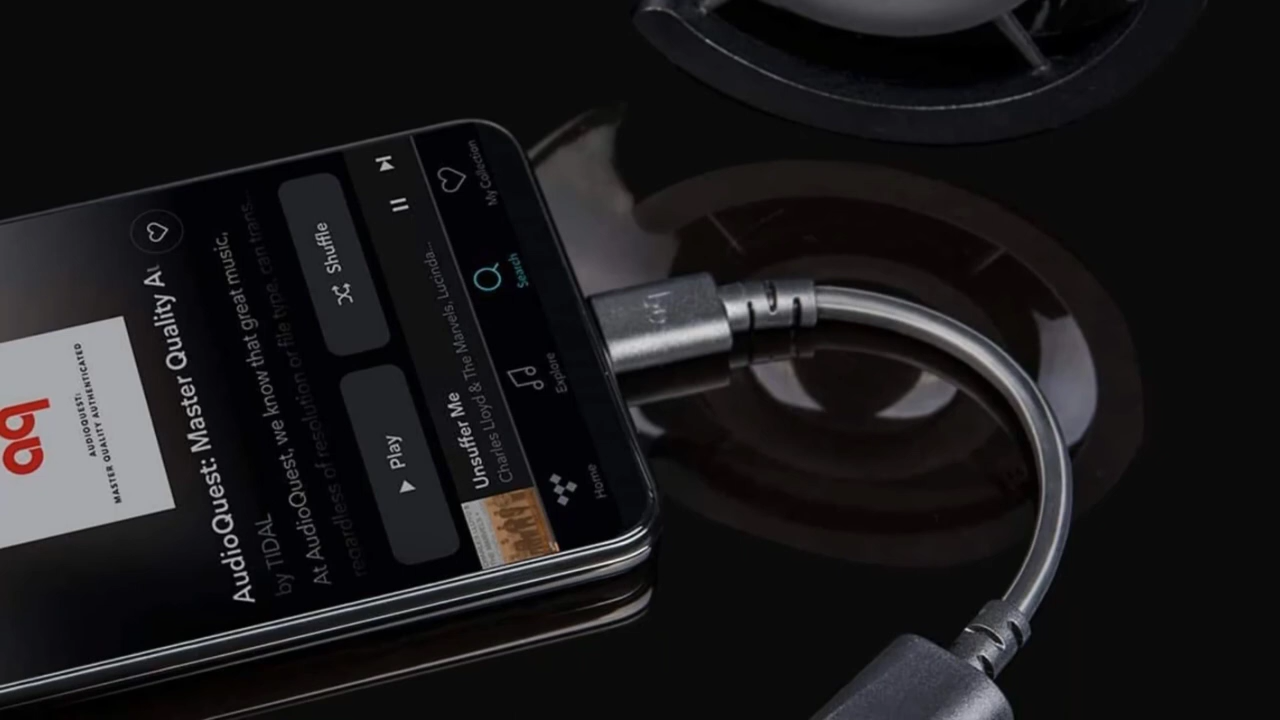 aq
AUDIOQUEST:
MASTER QUALITY AUTHENTICATED
AudioQuest: Master Quality Au
by TIDAL
At AudioQuest, we know that great music,
regardless of resolution or file type, can trans...
Play
Shuffle
Unsuffer Me
Charles Lloyd & The Marvels, Lucinda...
Home
Explore
Search
My Collection